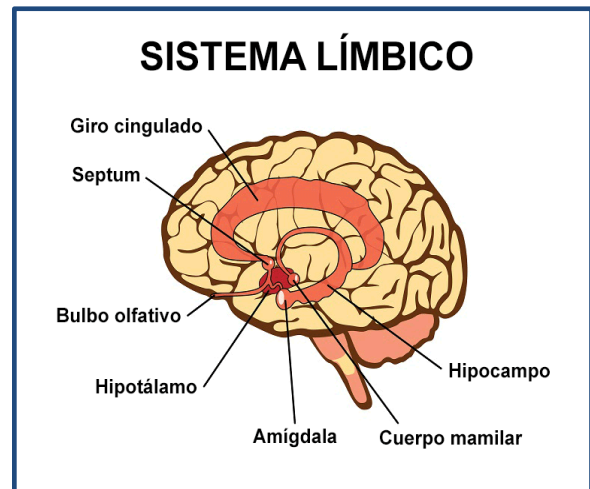 SISTEMA LÍMBICO
Giro cingulado
Septum
Bulbo olfativo
Hipotálamo
Amígdala
Cuerpo mamilar
Hipocampo